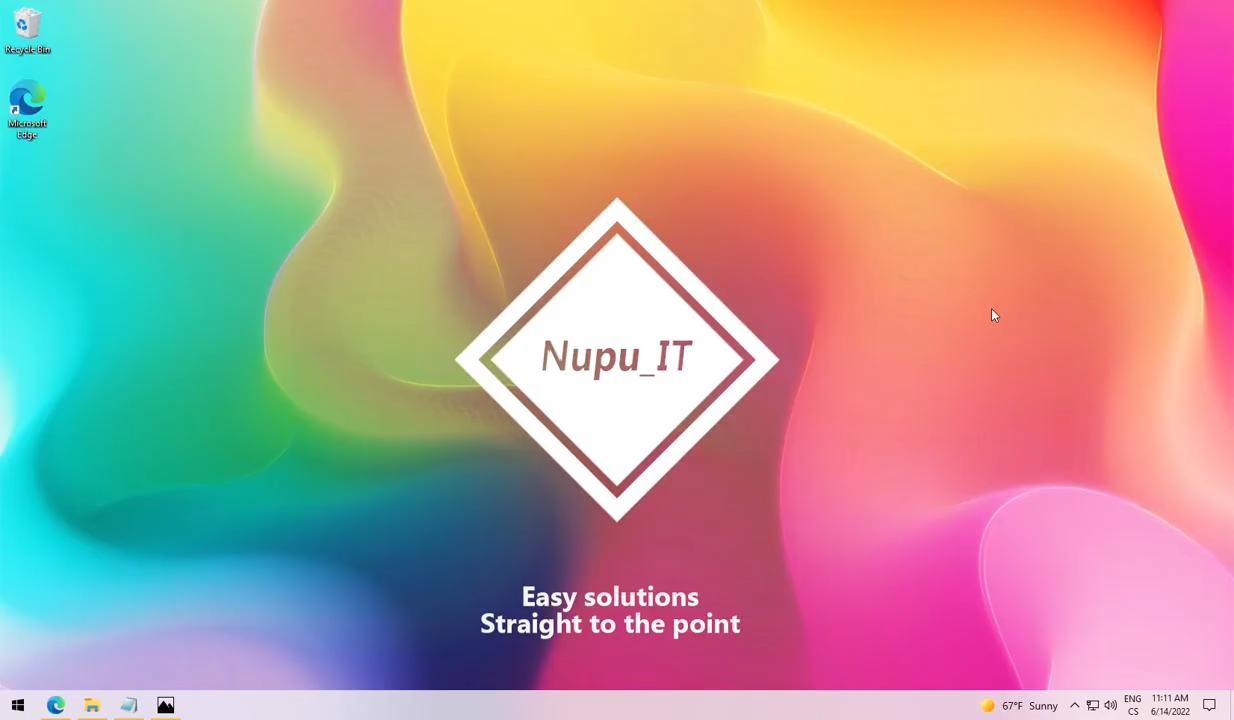 Recycle Bin
Microsoft
Edge
Nupu_IT
Easy solutions
Straight to the point
67°F Sunny
ENG
CS
11:11 AM
6/14/2022